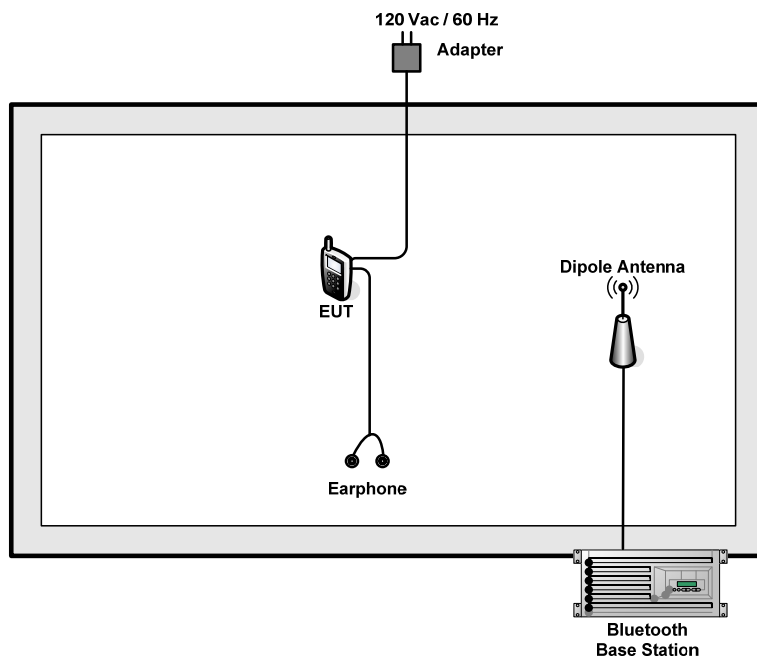 120 Vac / 60 Hz
Adapter
Dipole Antenna
EUT
Earphone
Bluetooth
Base Station